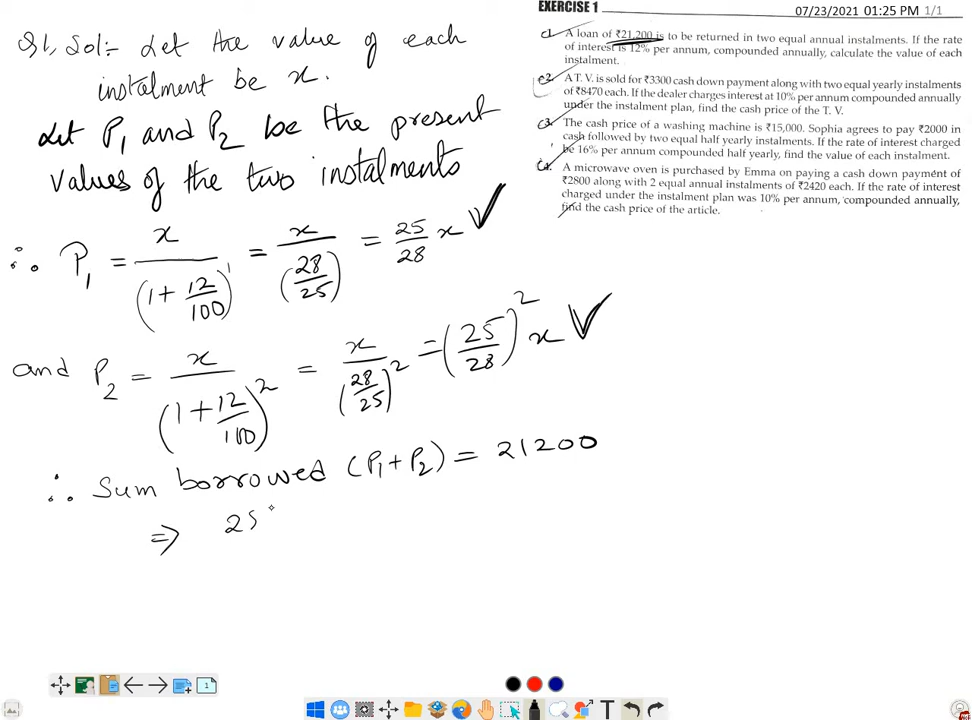 Q1. Sol:- Let the value of each
instalment be x.
Let P₁ and P₂ be the present
values of the two instalments
∴ P₁ = x/(1 + 12/100)¹ = x/(28/25) = 25/28 x
and P₂ = x/(1 + 12/100)² = x/(28/25)² = (25/28)² x
∴ Sum borrowed (P₁ + P₂) = 21200
⇒ 25
EXERCISE 1
07/23/2021 01:25 PM 1/1
A loan of ₹21,200 is to be returned in two equal annual instalments. If the rate
of interest is 12% per annum, compounded annually, calculate the value of each
instalment.
A T. V. is sold for ₹3300 cash down payment along with two equal yearly instalments
of ₹8470 each. If the dealer charges interest at 10% per annum compounded annually
under the instalment plan, find the cash price of the T. V.
The cash price of a washing machine is ₹15,000. Sophia agrees to pay ₹2000 in
cash followed by two equal half yearly instalments. If the rate of interest charged
be 16% per annum compounded half yearly, find the value of each instalment.
A microwave oven is purchased by Emma on paying a cash down payment of
₹2800 along with 2 equal annual instalments of ₹2420 each. If the rate of interest
charged under the instalment plan was 10% per annum, compounded annually,
find the cash price of the article.
1
T